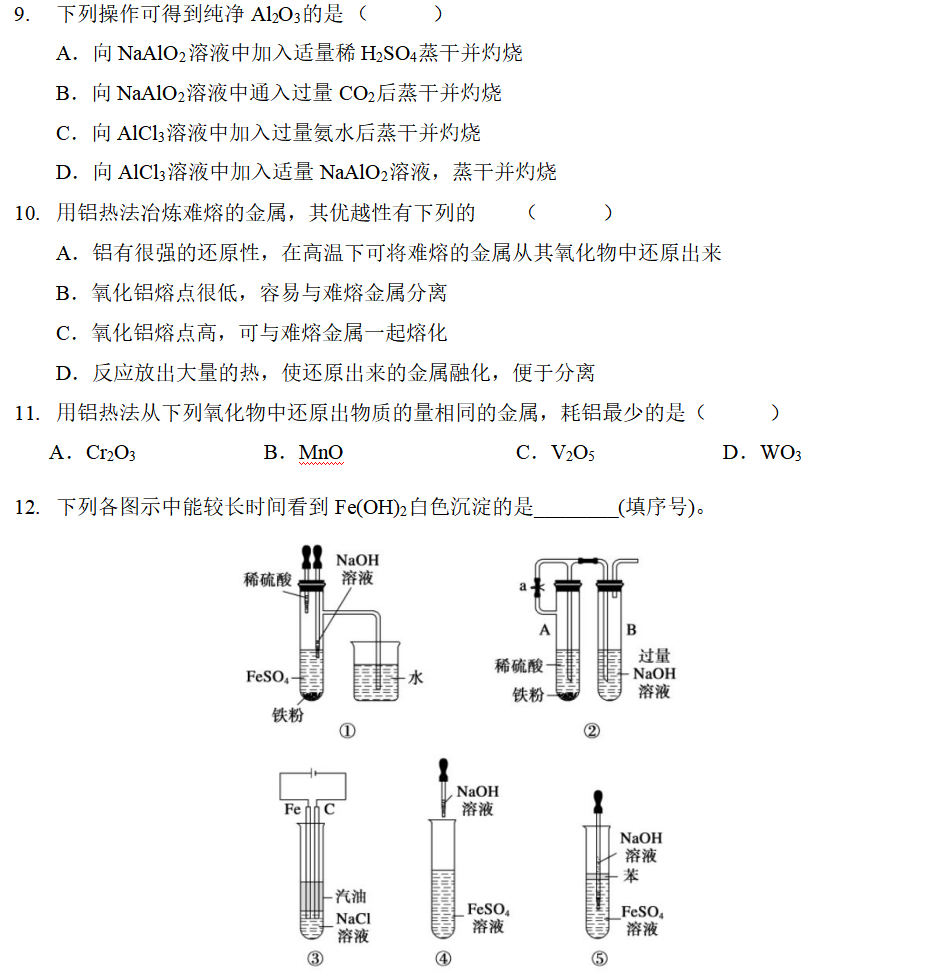 9. 下列操作可得到纯净 Al₂O₃的是（ ）
A．向 NaAlO₂溶液中加入适量稀 H₂SO₄蒸干并灼烧
B．向 NaAlO₂溶液中通入过量 CO₂后蒸干并灼烧
C．向 AlCl₃溶液中加入过量氨水后蒸干并灼烧
D．向 AlCl₃溶液中加入适量 NaAlO₂溶液，蒸干并灼烧
10. 用铝热法冶炼难熔的金属，其优越性有下列的 （ ）
A．铝有很强的还原性，在高温下可将难熔的金属从其氧化物中还原出来
B．氧化铝熔点很低，容易与难熔金属分离
C．氧化铝熔点高，可与难熔金属一起熔化
D．反应放出大量的热，使还原出来的金属融化，便于分离
11. 用铝热法从下列氧化物中还原出物质的量相同的金属，耗铝最少的是（ ）
A．Cr₂O₃ B．MnO C．V₂O₅ D．WO₃
12. 下列各图示中能较长时间看到 Fe(OH)₂白色沉淀的是________(填序号)。
稀硫酸
NaOH
溶液
FeSO₄
水
铁粉
①
a
A
B
稀硫酸
过量
NaOH
溶液
铁粉
②
Fe
C
汽油
NaCl
溶液
③
NaOH
溶液
FeSO₄
溶液
④
NaOH
溶液
苯
FeSO₄
溶液
⑤